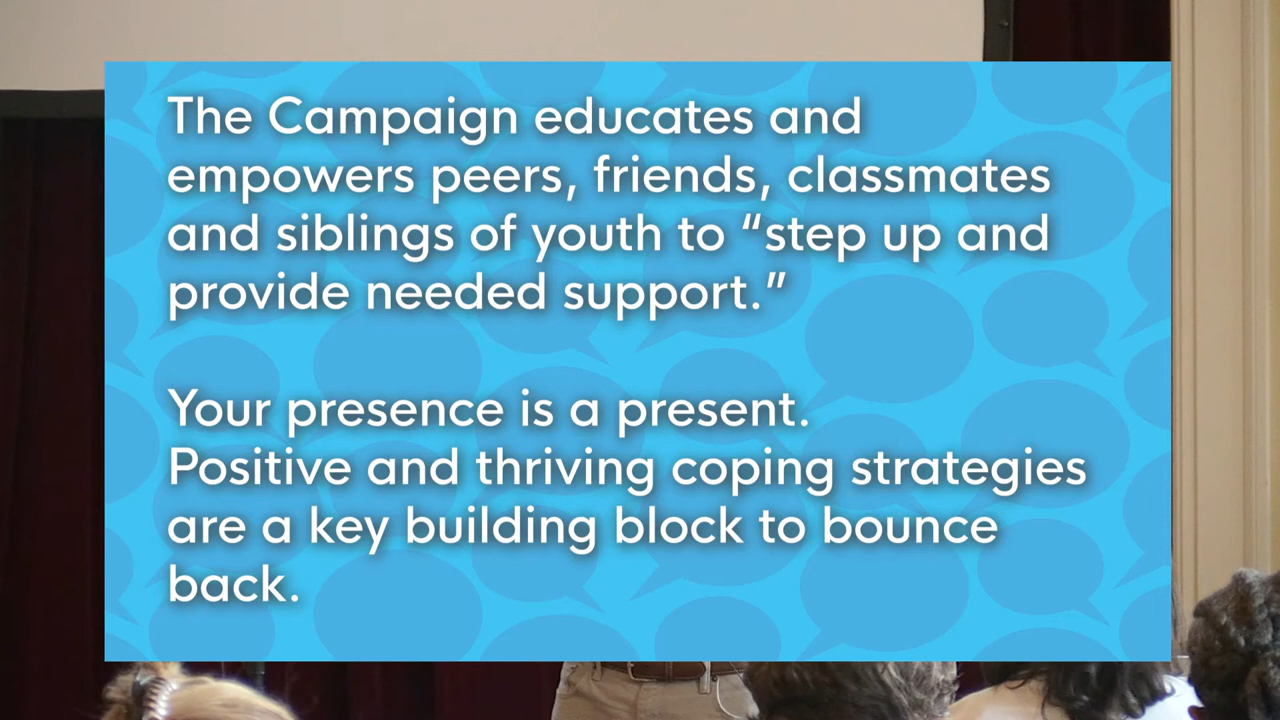 The Campaign educates and
empowers peers, friends, classmates
and siblings of youth to “step up and
provide needed support.”
Your presence is a present.
Positive and thriving coping strategies
are a key building block to bounce
back.